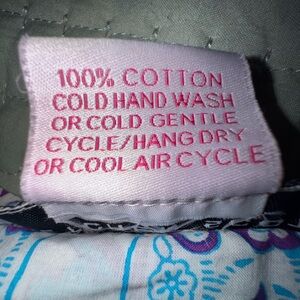 100% COTTON
COLD HAND WASH
OR COLD GENTLE
CYCLE/HANG DRY
OR COOL AIR CYCLE